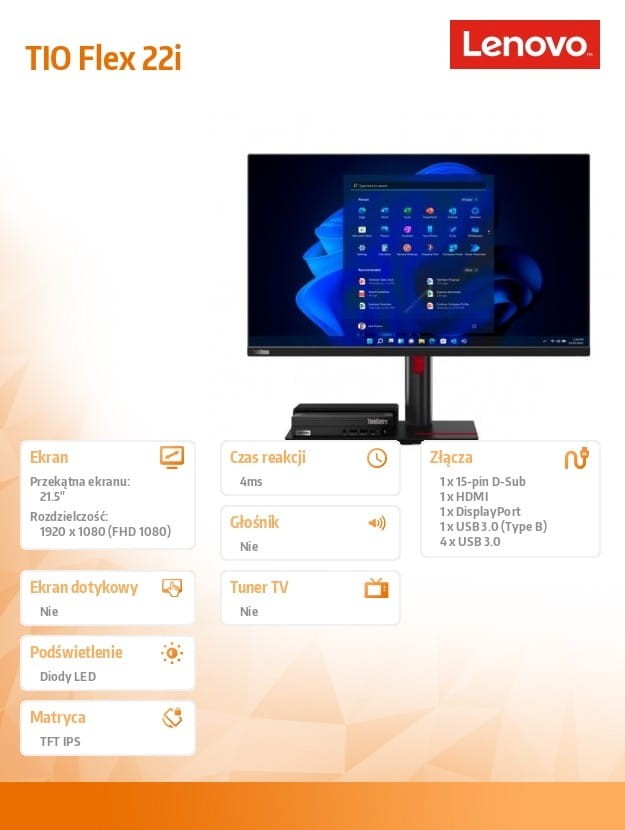 TIO Flex 22i
Lenovo
Ekran
Przekątna ekranu:
21.5"
Rozdzielczość:
1920 x 1080 (FHD 1080)
Ekran dotykowy
Nie
Podświetlenie
Diody LED
Matryca
TFT IPS
Czas reakcji
4ms
Głośnik
Nie
Tuner TV
Nie
Złącza
1 x 15-pin D-Sub
1 x HDMI
1 x DisplayPort
1 x USB 3.0 (Type B)
4 x USB 3.0